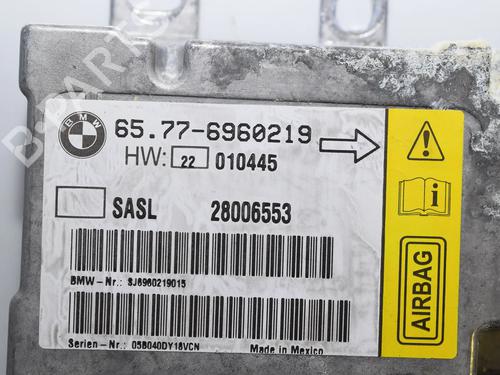 B-PARTS
BMW
65.77-6960219
HW: 22 010445
SASL 28006553
BMW-Nr.: SJ6960219015
Serien-Nr.: 05B040DY18VCN Made in Mexico
AIRBAG